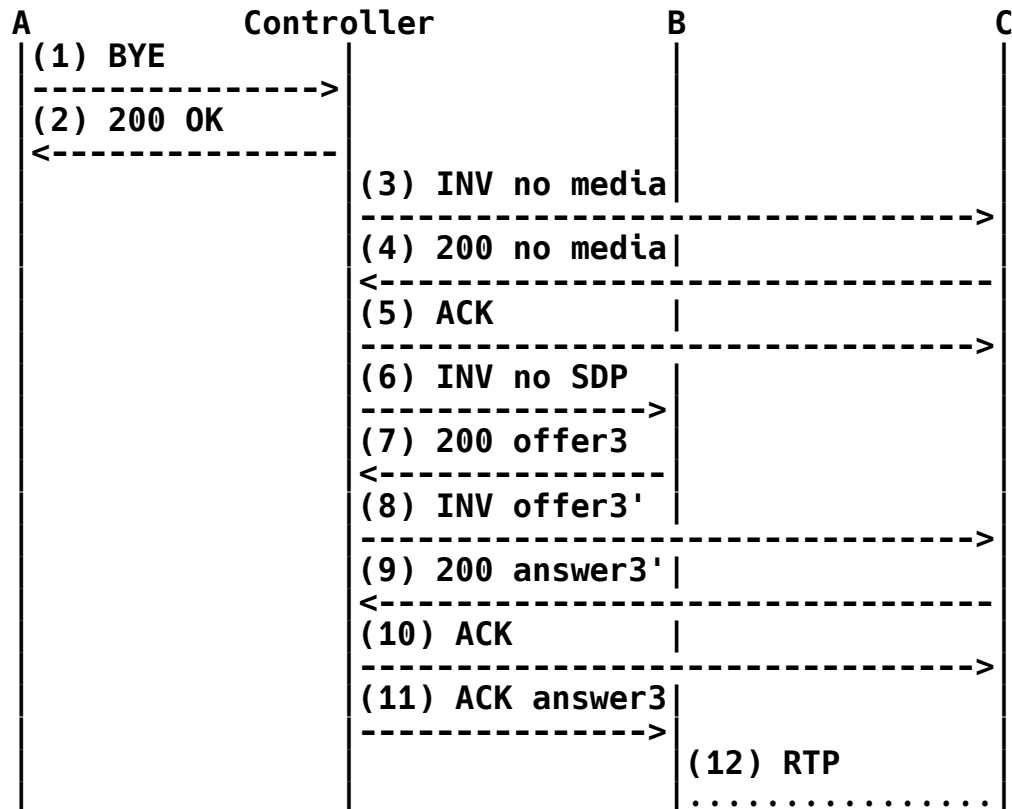 A Controller B C
(1) BYE
(2) 200 OK
(3) INV no media
(4) 200 no media
(5) ACK
(6) INV no SDP
(7) 200 offer3
(8) INV offer3'
(9) 200 answer3'
(10) ACK
(11) ACK answer3
(12) RTP